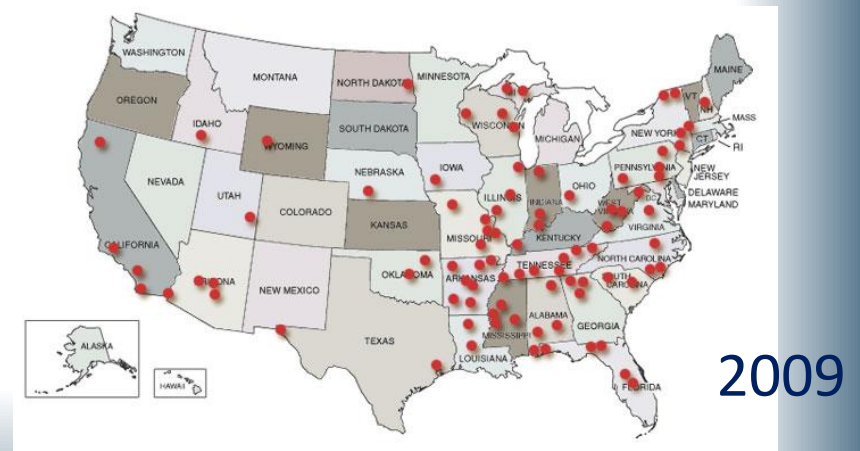 WASHINGTON
MAINE
MONTANA
NORTH DAKOTA
MINNESOTA
VT
NH
OREGON
IDAHO
MASS
SOUTH DAKOTA
WISCONSIN
MICHIGAN
NEW YORK
CT
RI
WYOMING
IOWA
PENNSYLVANIA
NEW
JERSEY
NEBRASKA
NEVADA
UTAH
ILLINOIS
INDIANA
OHIO
DELAWARE
MARYLAND
DC
WEST
VIRGINIA
VIRGINIA
COLORADO
KANSAS
MISSOURI
KENTUCKY
CALIFORNIA
NORTH CAROLINA
TENNESSEE
OKLAHOMA
ARKANSAS
ARIZONA
NEW MEXICO
SOUTH
CAROLINA
ALABAMA
GEORGIA
MISSISSIPPI
TEXAS
LOUISIANA
ALASKA
HAWAII
FLORIDA
2009